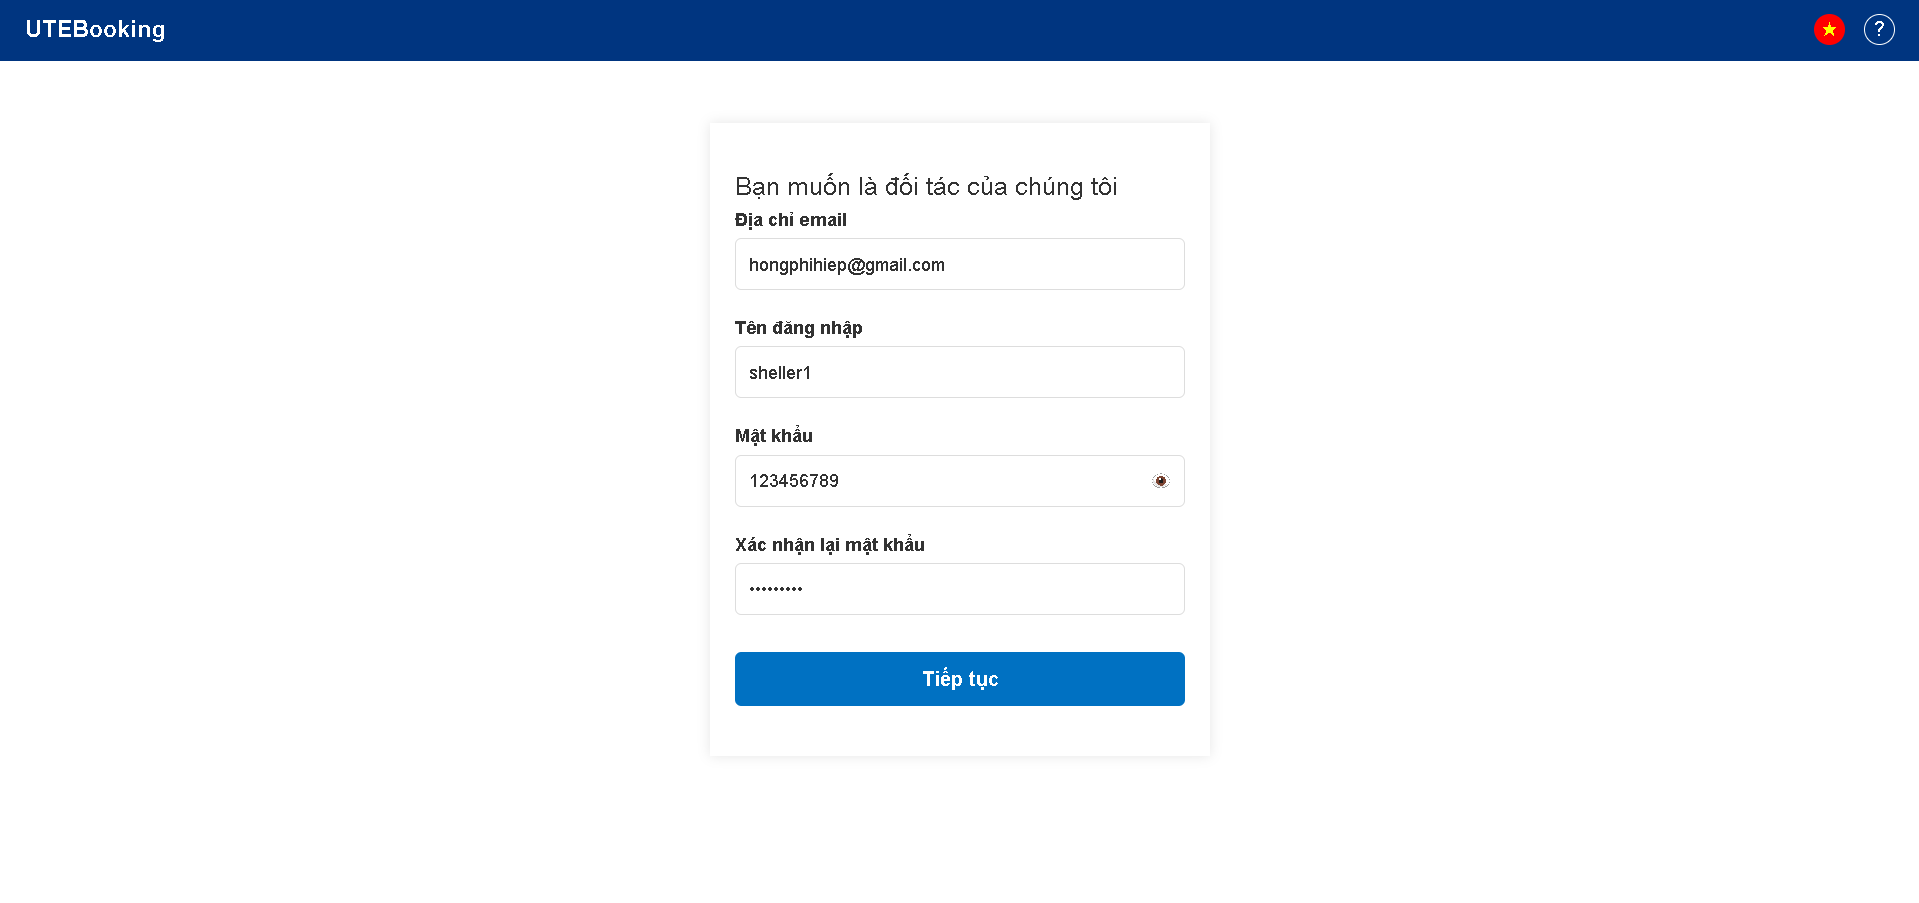 UTEBooking
?
Bạn muốn là đối tác của chúng tôi
Địa chỉ email
hongphihiep@gmail.com
Tên đăng nhập
sheller1
Mật khẩu
123456789
Xác nhận lại mật khẩu
•••••••••
Tiếp tục